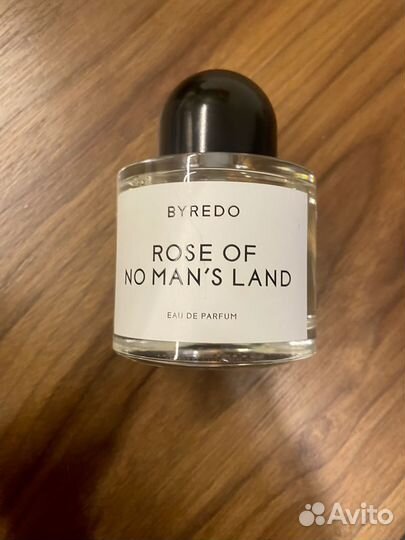 BYREDO
ROSE OF
NO MAN'S LAND
EAU DE PARFUM
Avito